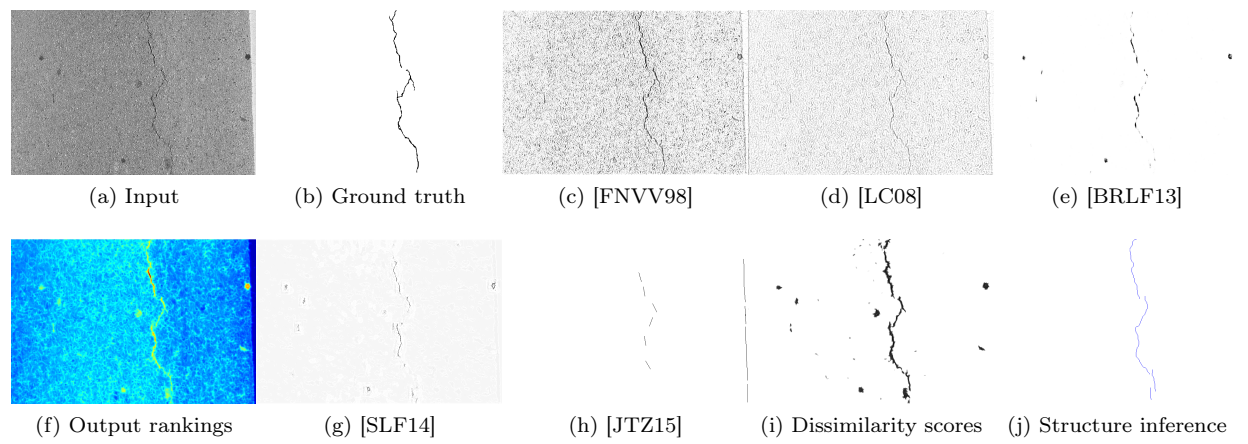 (a) Input
(b) Ground truth
(c) [FNVV98]
(d) [LC08]
(e) [BRLF13]
(f) Output rankings
(g) [SLF14]
(h) [JTZ15]
(i) Dissimilarity scores
(j) Structure inference